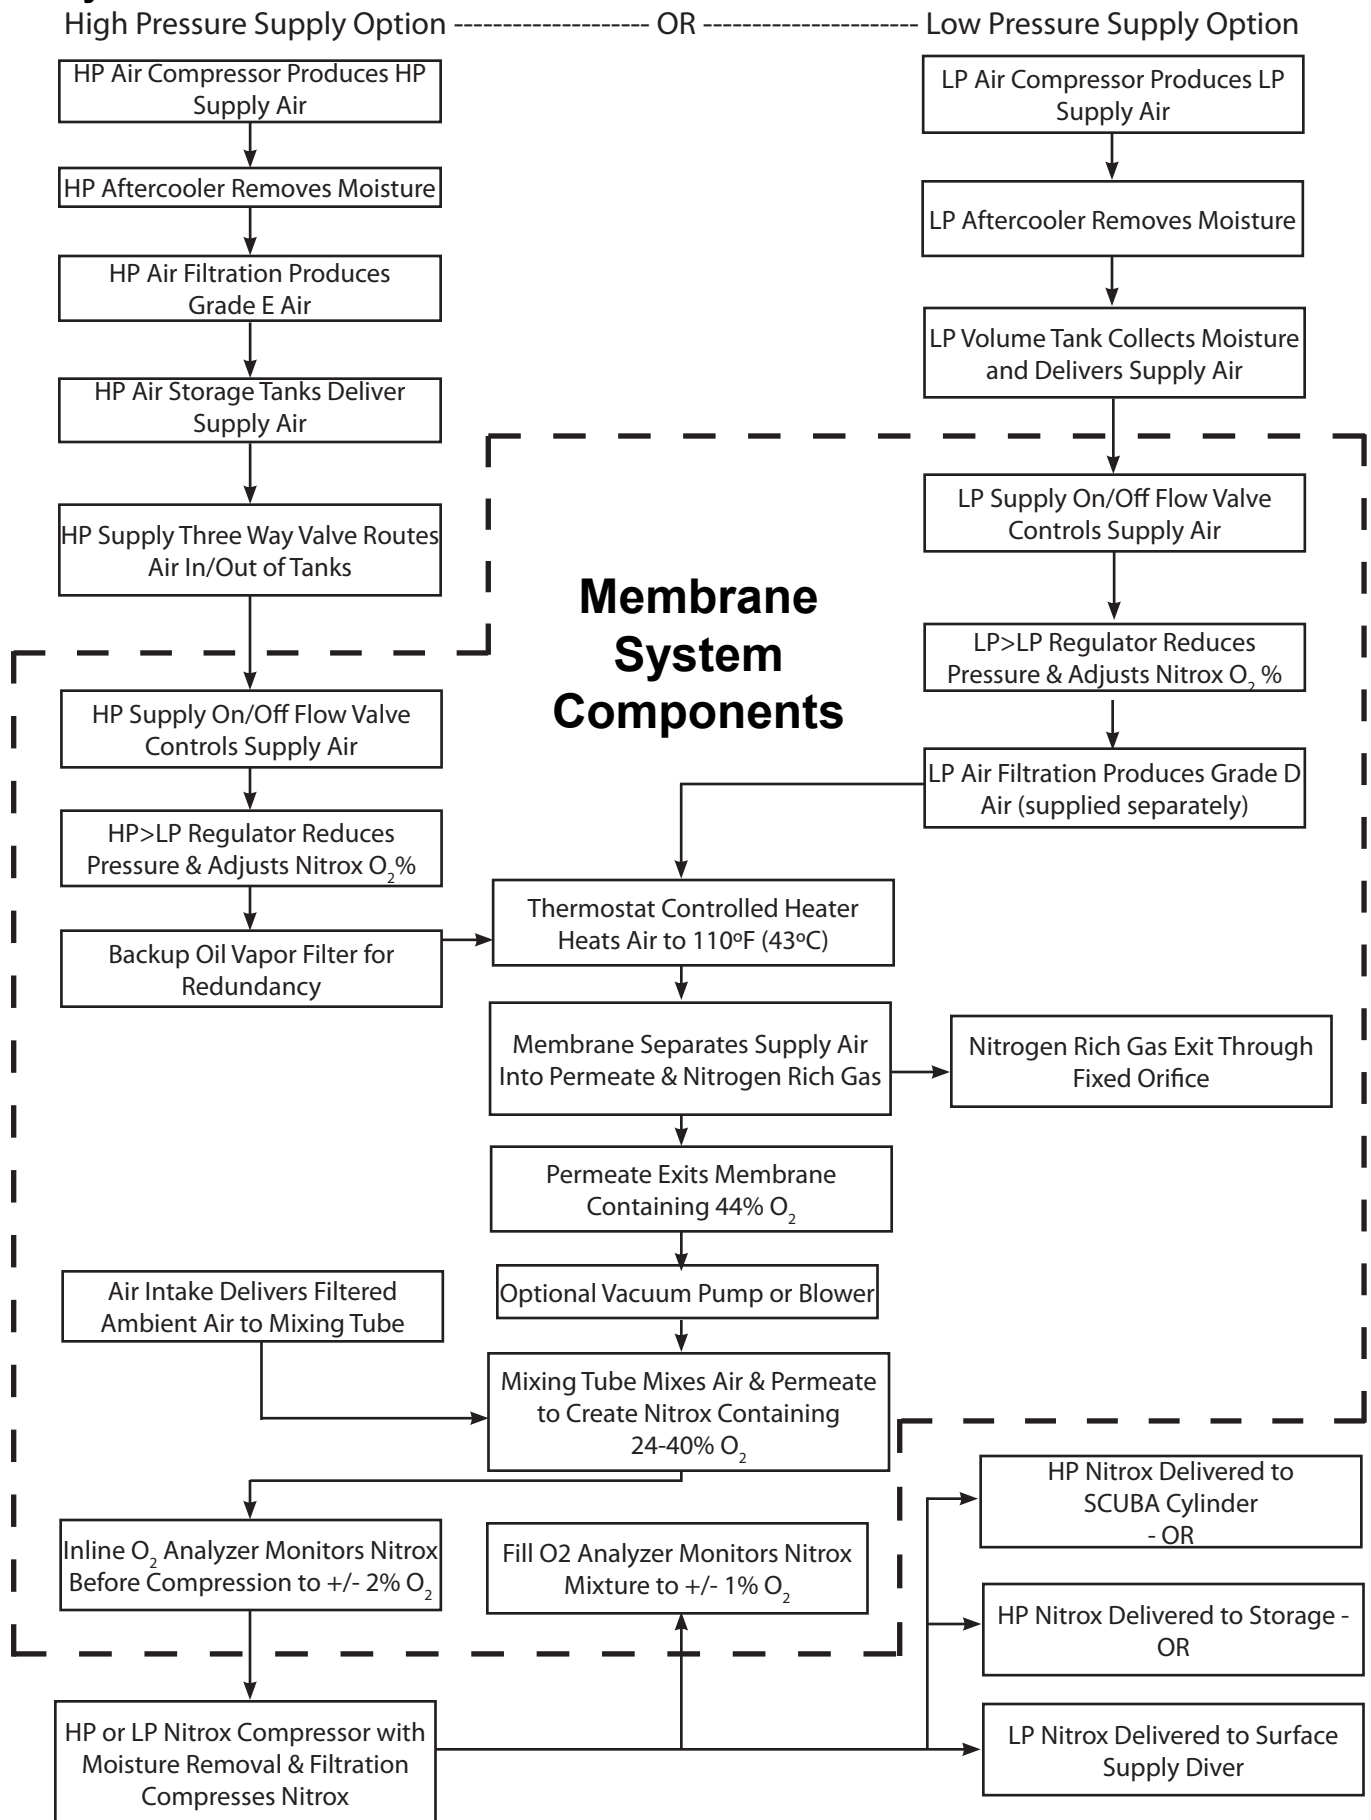 High Pressure Supply Option -------------------- OR ---------------------- Low Pressure Supply Option
HP Air Compressor Produces HP
Supply Air
HP Aftercooler Removes Moisture
HP Air Filtration Produces
Grade E Air
HP Air Storage Tanks Deliver
Supply Air
HP Supply Three Way Valve Routes
Air In/Out of Tanks
HP Supply On/Off Flow Valve
Controls Supply Air
HP>LP Regulator Reduces
Pressure & Adjusts Nitrox O₂%
Backup Oil Vapor Filter for
Redundancy
LP Air Compressor Produces LP
Supply Air
LP Aftercooler Removes Moisture
LP Volume Tank Collects Moisture
and Delivers Supply Air
LP Supply On/Off Flow Valve
Controls Supply Air
LP>LP Regulator Reduces
Pressure & Adjusts Nitrox O₂ %
LP Air Filtration Produces Grade D
Air (supplied separately)
Membrane
System
Components
Thermostat Controlled Heater
Heats Air to 110ºF (43ºC)
Membrane Separates Supply Air
Into Permeate & Nitrogen Rich Gas
Nitrogen Rich Gas Exit Through
Fixed Orifice
Permeate Exits Membrane
Containing 44% O₂
Optional Vacuum Pump or Blower
Air Intake Delivers Filtered
Ambient Air to Mixing Tube
Mixing Tube Mixes Air & Permeate
to Create Nitrox Containing
24-40% O₂
Inline O₂ Analyzer Monitors Nitrox
Before Compression to +/- 2% O₂
Fill O2 Analyzer Monitors Nitrox
Mixture to +/- 1% O₂
HP or LP Nitrox Compressor with
Moisture Removal & Filtration
Compresses Nitrox
HP Nitrox Delivered to
SCUBA Cylinder
- OR
HP Nitrox Delivered to Storage -
OR
LP Nitrox Delivered to Surface
Supply Diver